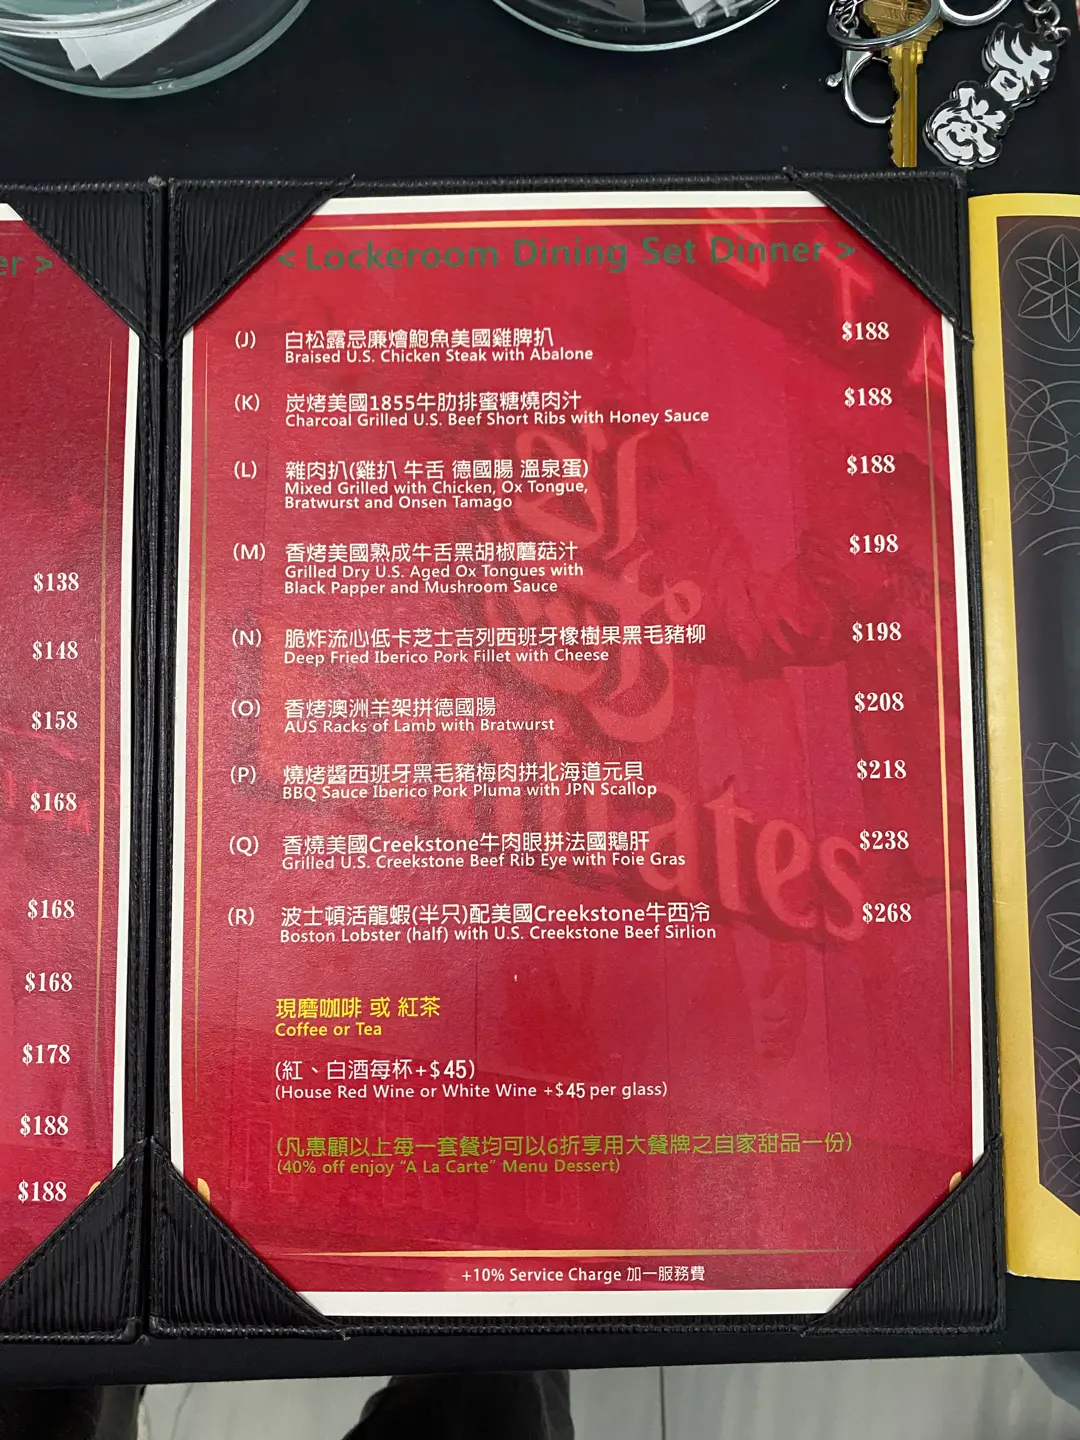 香港
er >
$138
$148
$158
$168
$168
$168
$178
$188
$188
< Lockeroom Dining Set Dinner >
(J) 白松露忌廉燴鮑魚美國雞脾扒 $188
Braised U.S. Chicken Steak with Abalone
(K) 炭烤美國1855牛肋排蜜糖燒肉汁 $188
Charcoal Grilled U.S. Beef Short Ribs with Honey Sauce
(L) 雜肉扒(雞扒 牛舌 德國腸 溫泉蛋) $188
Mixed Grilled with Chicken, Ox Tongue,
Bratwurst and Onsen Tamago
(M) 香烤美國熟成牛舌黑胡椒蘑菇汁 $198
Grilled Dry U.S. Aged Ox Tongues with
Black Papper and Mushroom Sauce
(N) 脆炸流心低卡芝士吉列西班牙橡樹果黑毛豬柳 $198
Deep Fried Iberico Pork Fillet with Cheese
(O) 香烤澳洲羊架拼德國腸 $208
AUS Racks of Lamb with Bratwurst
(P) 燒烤醬西班牙黑毛豬梅肉拼北海道元貝 $218
BBQ Sauce Iberico Pork Pluma with JPN Scallop
(Q) 香燒美國Creekstone牛肉眼拼法國鵝肝 $238
Grilled U.S. Creekstone Beef Rib Eye with Foie Gras
(R) 波士頓活龍蝦(半只)配美國Creekstone牛西冷 $268
Boston Lobster (half) with U.S. Creekstone Beef Sirlion
現磨咖啡 或 紅茶
Coffee or Tea
(紅、白酒每杯+$45)
(House Red Wine or White Wine +$45 per glass)
(凡惠顧以上每一套餐均可以6折享用大餐牌之自家甜品一份)
(40% off enjoy "A La Carte" Menu Dessert)
+10% Service Charge 加一服務費